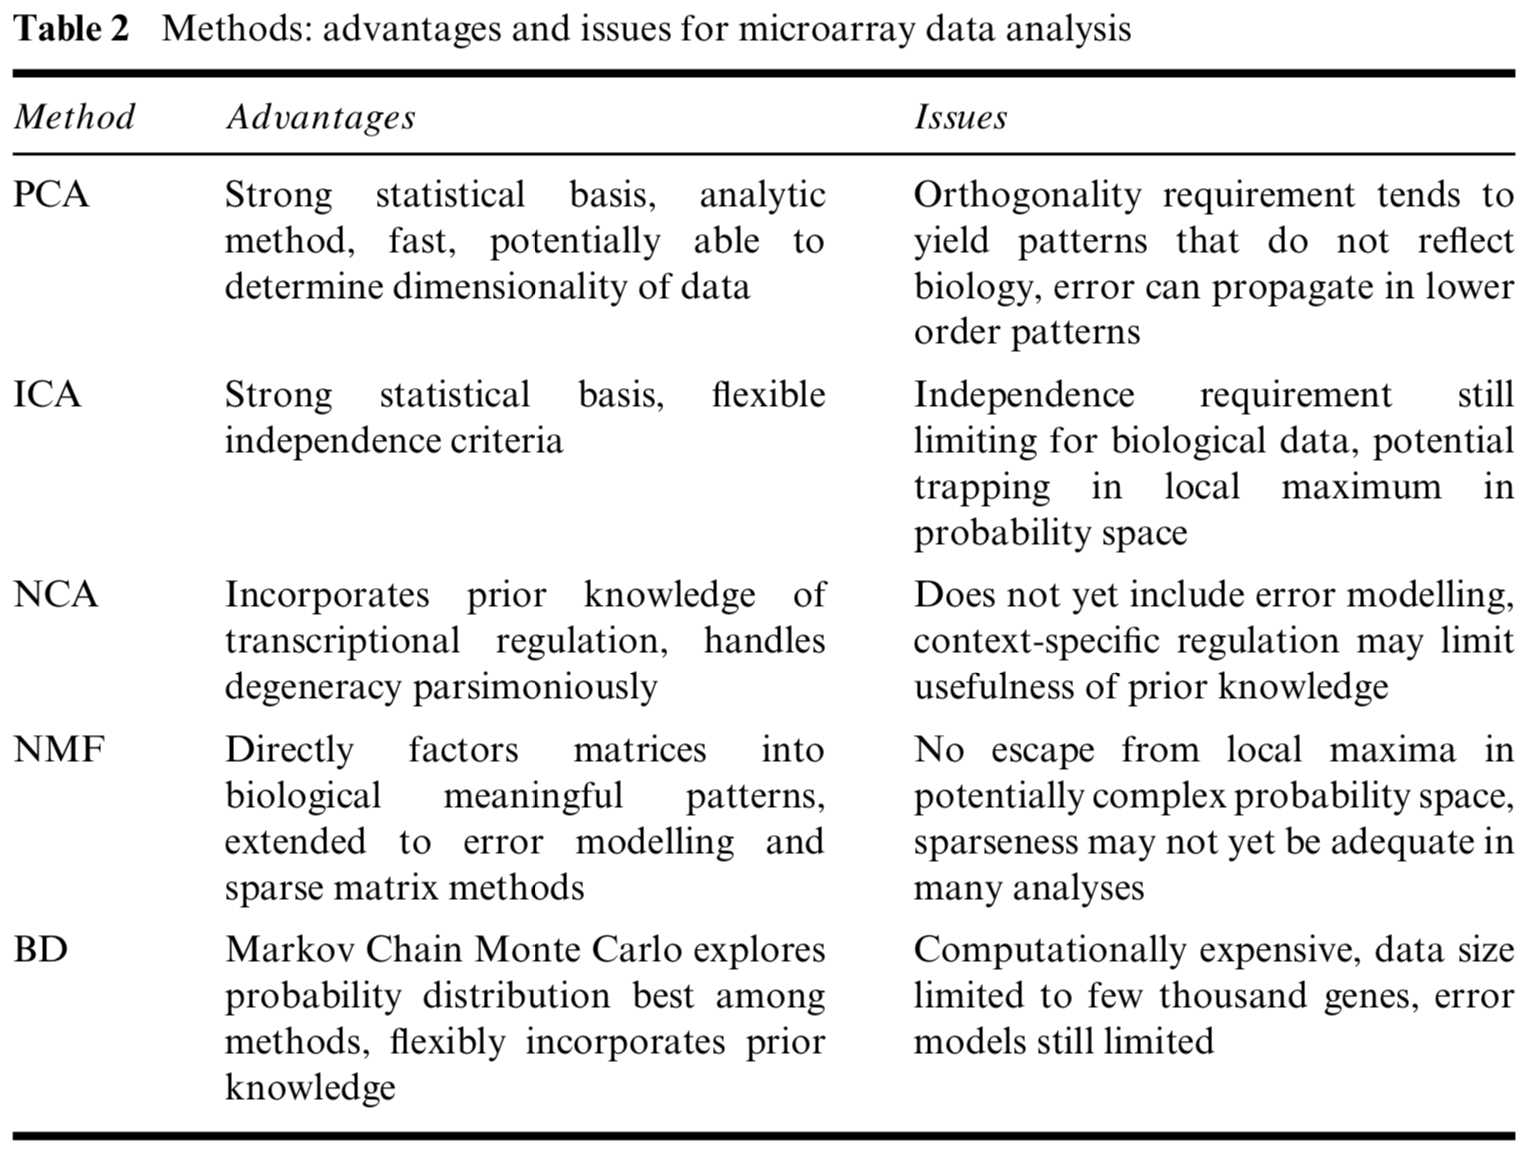 Table 2 Methods: advantages and issues for microarray data analysis
Method Advantages Issues
PCA Strong statistical basis, analytic Orthogonality requirement tends to
method, fast, potentially able to yield patterns that do not reflect
determine dimensionality of data biology, error can propagate in lower
order patterns
ICA Strong statistical basis, flexible Independence requirement still
independence criteria limiting for biological data, potential
trapping in local maximum in
probability space
NCA Incorporates prior knowledge of Does not yet include error modelling,
transcriptional regulation, handles context-specific regulation may limit
degeneracy parsimoniously usefulness of prior knowledge
NMF Directly factors matrices into No escape from local maxima in
biological meaningful patterns, potentially complex probability space,
extended to error modelling and sparseness may not yet be adequate in
sparse matrix methods many analyses
BD Markov Chain Monte Carlo explores Computationally expensive, data size
probability distribution best among limited to few thousand genes, error
methods, flexibly incorporates prior models still limited
knowledge